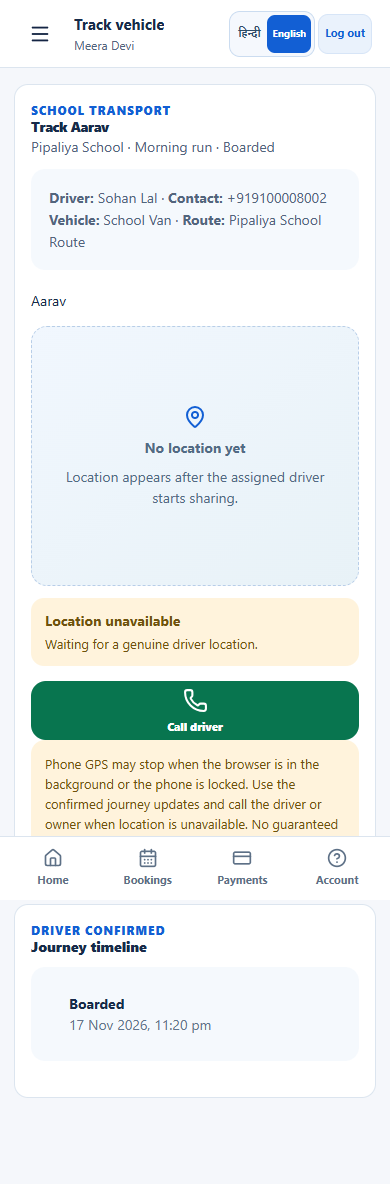 Track vehicle
Meera Devi
हिन्दी
English
Log out
SCHOOL TRANSPORT
Track Aarav
Pipaliya School · Morning run · Boarded
Driver: Sohan Lal · Contact: +919100008002
Vehicle: School Van · Route: Pipaliya School
Route
Aarav
No location yet
Location appears after the assigned driver
starts sharing.
Location unavailable
Waiting for a genuine driver location.
Call driver
Phone GPS may stop when the browser is in the
background or the phone is locked. Use the
confirmed journey updates and call the driver or
owner when location is unavailable. No guaranteed
Home
Bookings
Payments
Account
DRIVER CONFIRMED
Journey timeline
Boarded
17 Nov 2026, 11:20 pm